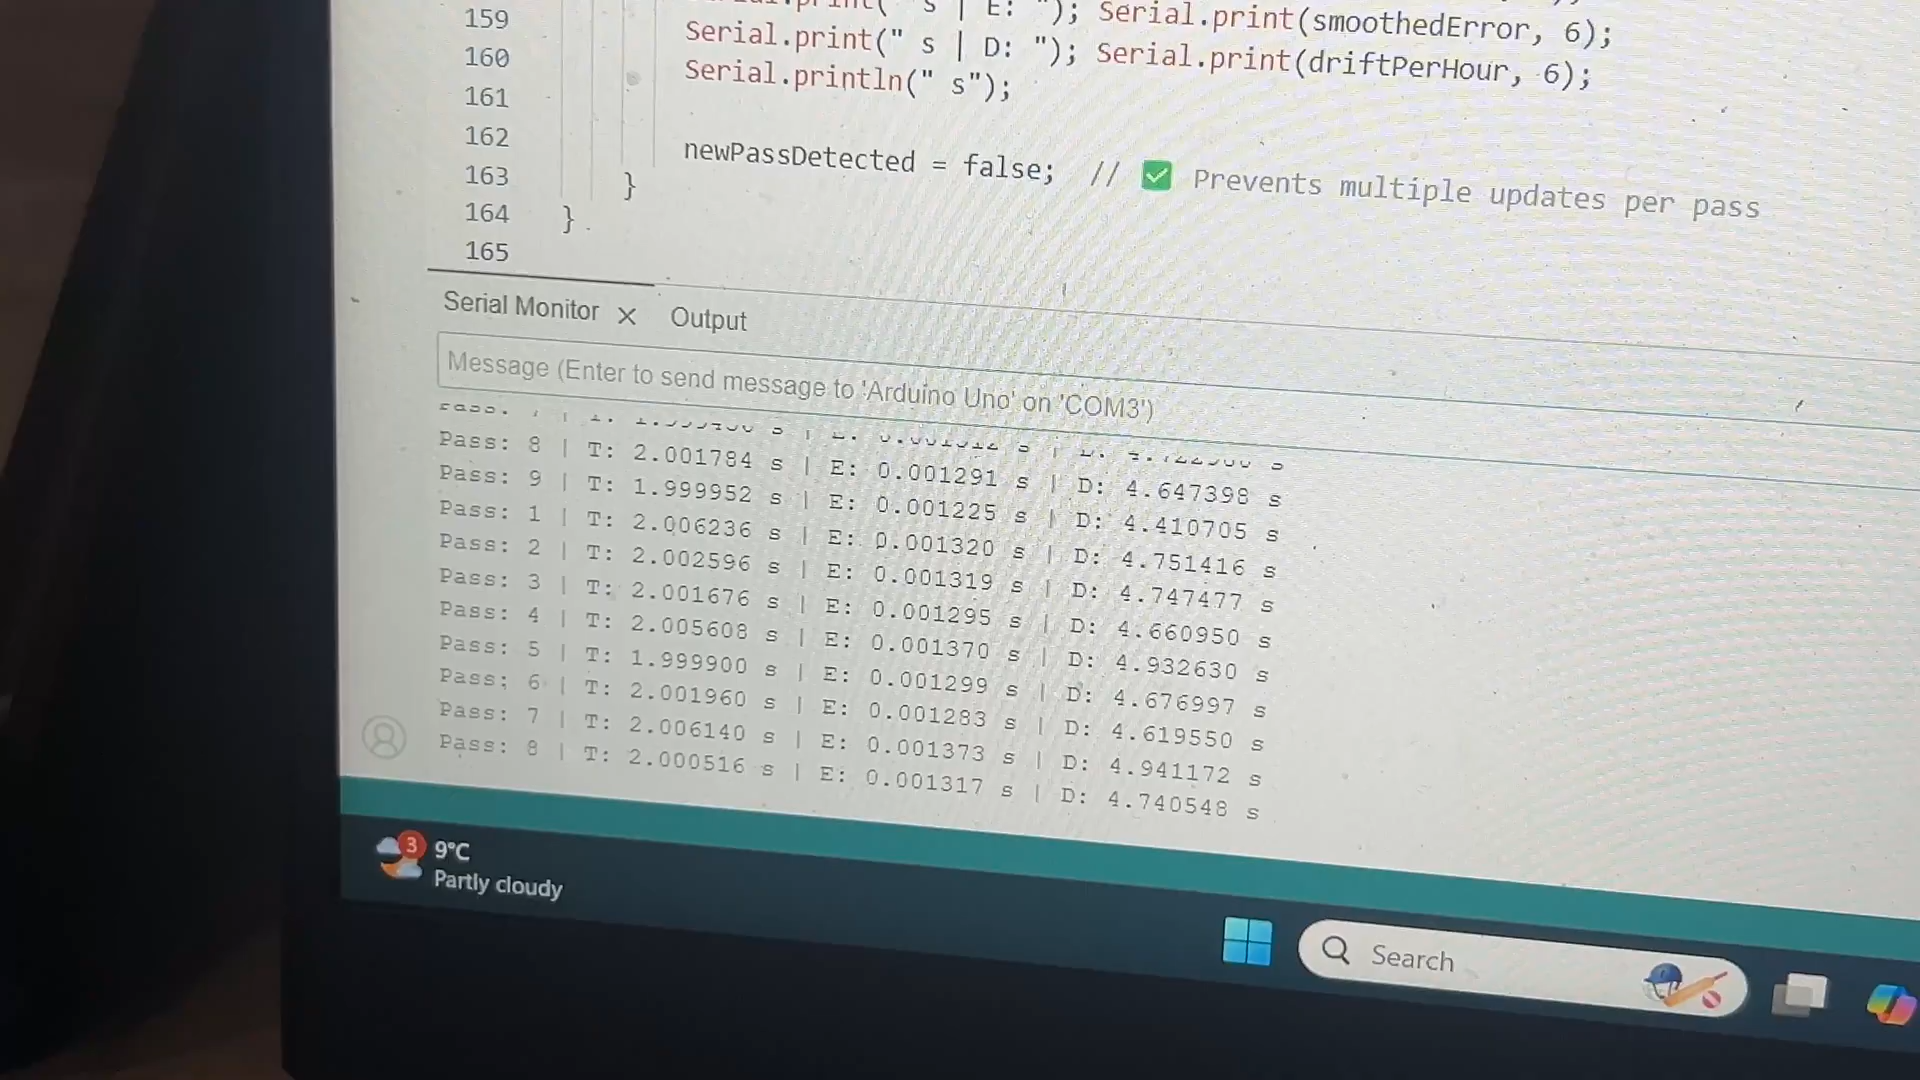 159
Serial.print(" s | E: "); Serial.print(smoothedError, 6);
160 Serial.print(" s | D: "); Serial.print(driftPerHour, 6);
161 Serial.println(" s");
162
163 newPassDetected = false; // ✅ Prevents multiple updates per pass
164 }
165 }
Serial Monitor X Output
Message (Enter to send message to 'Arduino Uno' on 'COM3')
Pass: 8 | T: 2.001784 s | E: 0.001291 s | D: 4.647398 s
Pass: 9 | T: 1.999952 s | E: 0.001225 s | D: 4.410705 s
Pass: 1 | T: 2.006236 s | E: 0.001320 s | D: 4.751416 s
Pass: 2 | T: 2.002596 s | E: 0.001319 s | D: 4.747477 s
Pass: 3 | T: 2.001676 s | E: 0.001295 s | D: 4.660950 s
Pass: 4 | T: 2.005608 s | E: 0.001370 s | D: 4.932630 s
Pass: 5 | T: 1.999900 s | E: 0.001299 s | D: 4.676997 s
Pass: 6 | T: 2.001960 s | E: 0.001283 s | D: 4.619550 s
Pass: 7 | T: 2.006140 s | E: 0.001373 s | D: 4.941172 s
Pass: 8 | T: 2.000516 s | E: 0.001317 s | D: 4.740548 s
3
9°C
Partly cloudy
Search